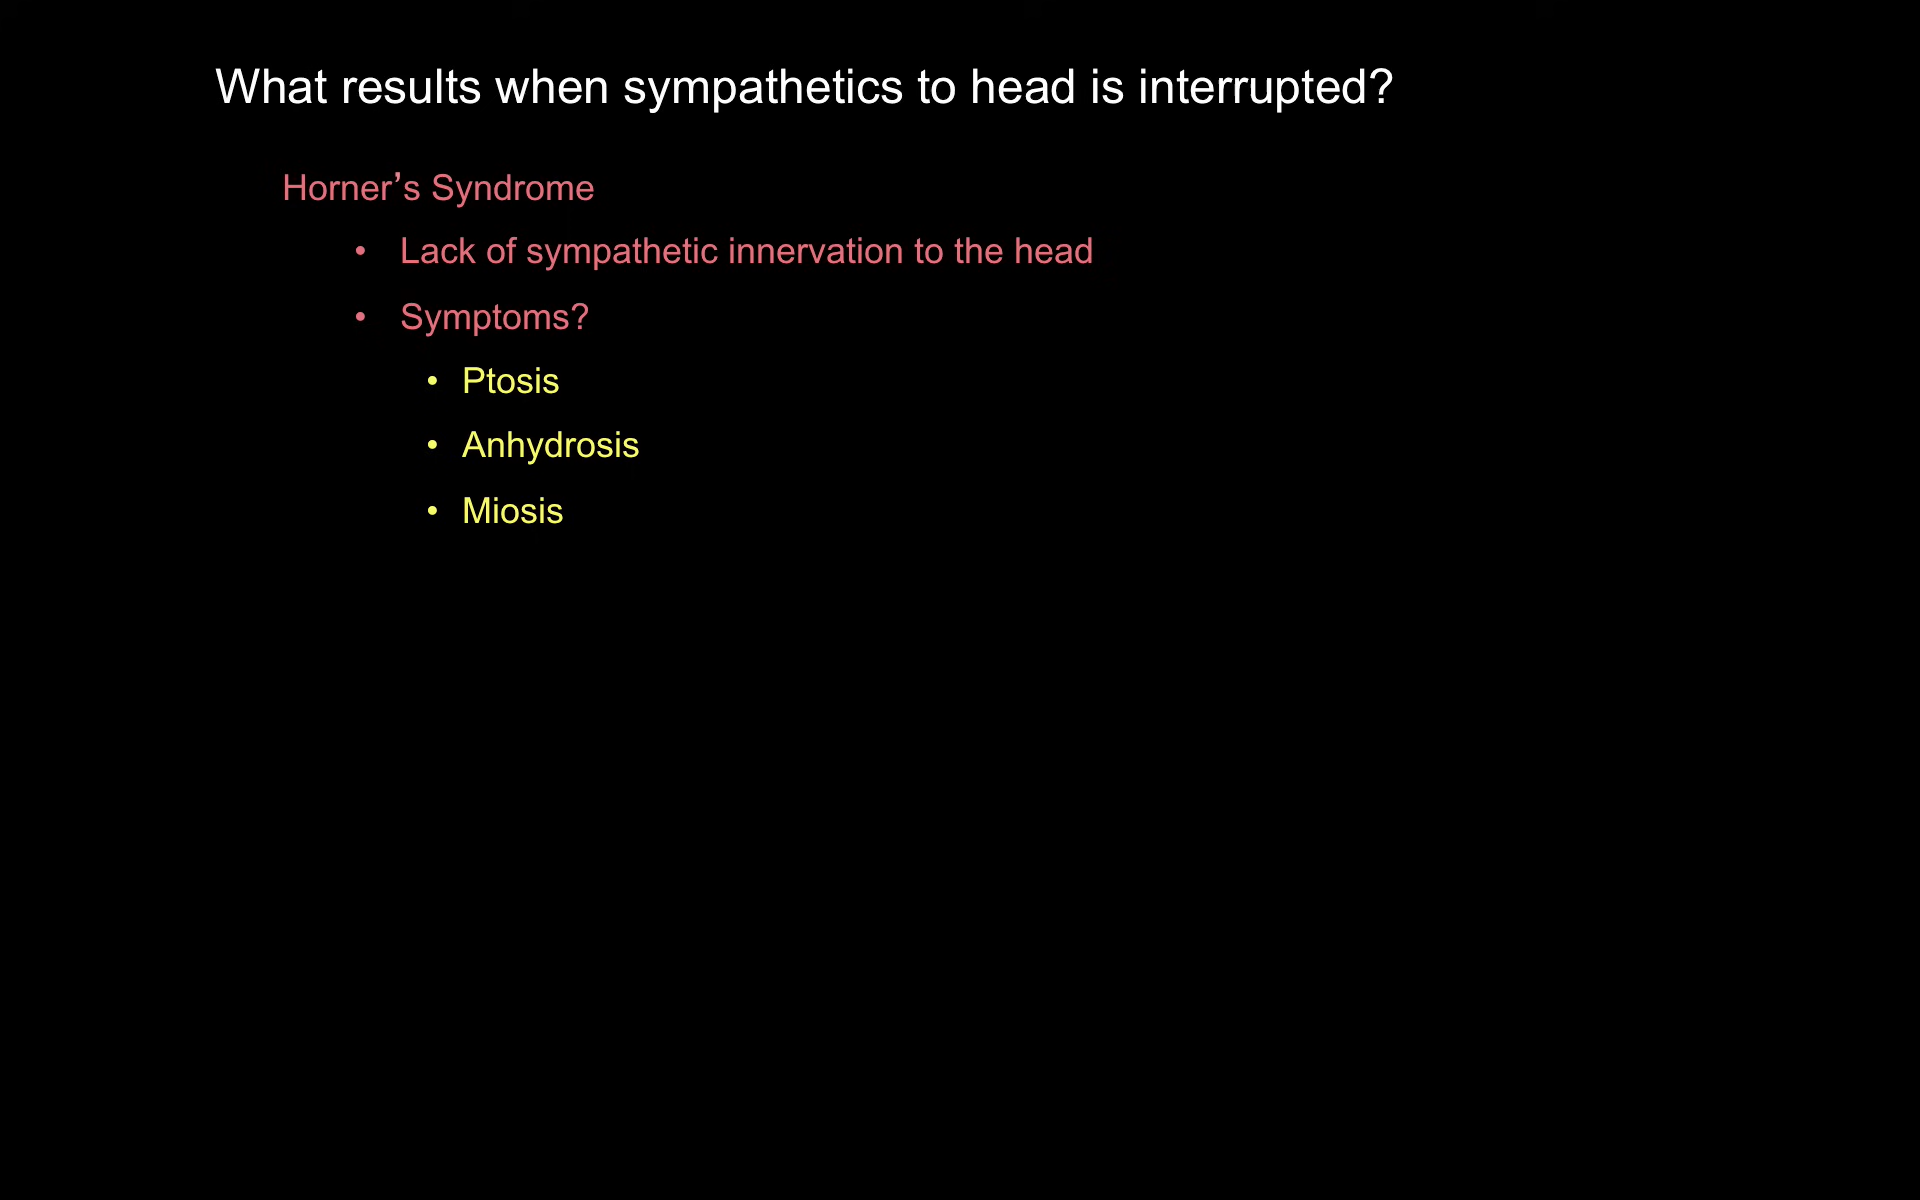 What results when sympathetics to head is interrupted?
Horner’s Syndrome
• Lack of sympathetic innervation to the head
• Symptoms?
• Ptosis
• Anhydrosis
• Miosis